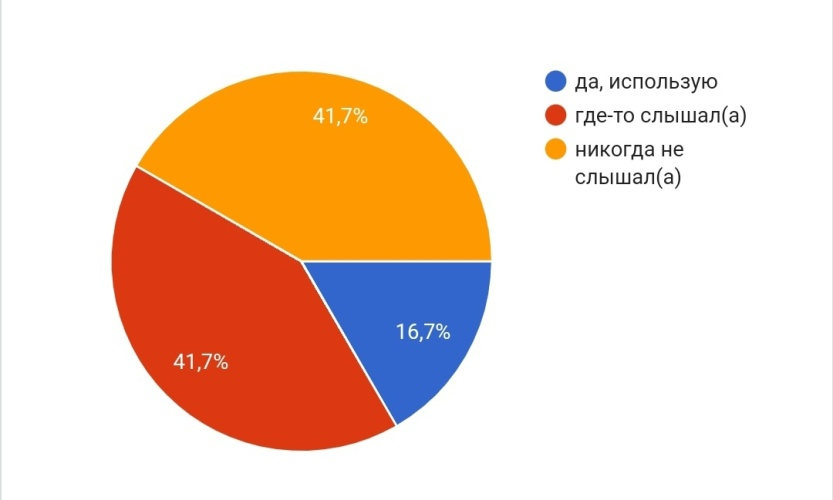 41,7%
41,7%
16,7%
да, использую
где-то слышал(а)
никогда не
слышал(а)